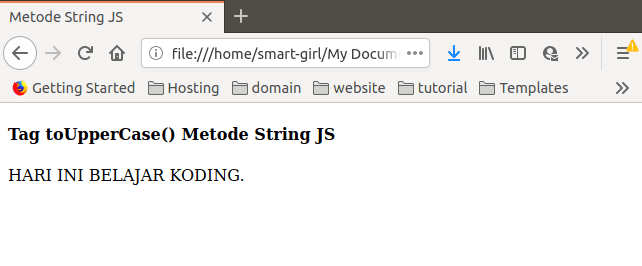 Metode String JS
file:///home/smart-girl/My Docum
Getting Started Hosting domain website tutorial Templates
Tag toUpperCase() Metode String JS
HARI INI BELAJAR KODING.